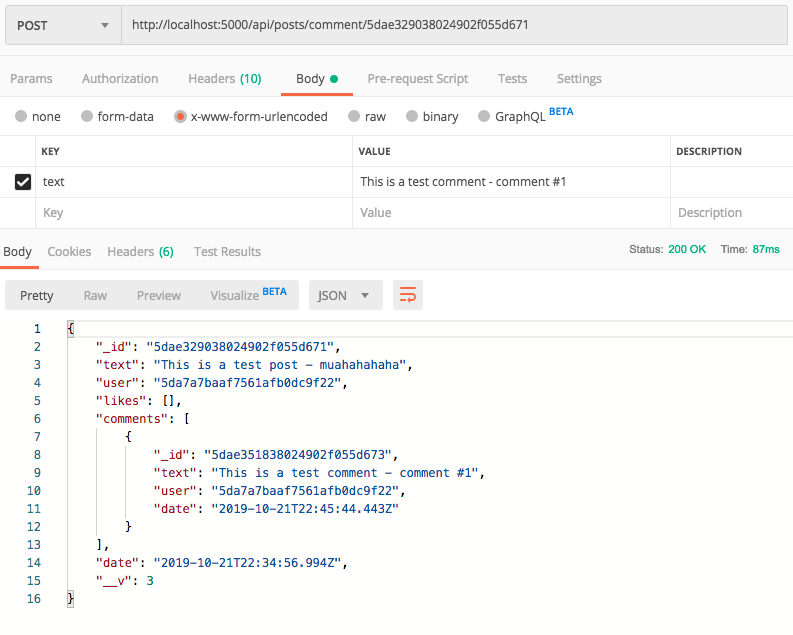 POST http://localhost:5000/api/posts/comment/5dae329038024902f055d671
Params Authorization Headers (10) Body Pre-request Script Tests Settings
none form-data x-www-form-urlencoded raw binary GraphQL BETA
KEY VALUE DESCRIPTION
text This is a test comment - comment #1
Key Value Description
Body Cookies Headers (6) Test Results Status: 200 OK Time: 87ms
Pretty Raw Preview Visualize BETA JSON
1 {
2 "_id": "5dae329038024902f055d671",
3 "text": "This is a test post - muahahahaha",
4 "user": "5da7a7baaf7561afb0dc9f22",
5 "likes": [],
6 "comments": [
7 {
8 "_id": "5dae351838024902f055d673",
9 "text": "This is a test comment - comment #1",
10 "user": "5da7a7baaf7561afb0dc9f22",
11 "date": "2019-10-21T22:45:44.443Z"
12 }
13 ],
14 "date": "2019-10-21T22:34:56.994Z",
15 "__v": 3
16 }